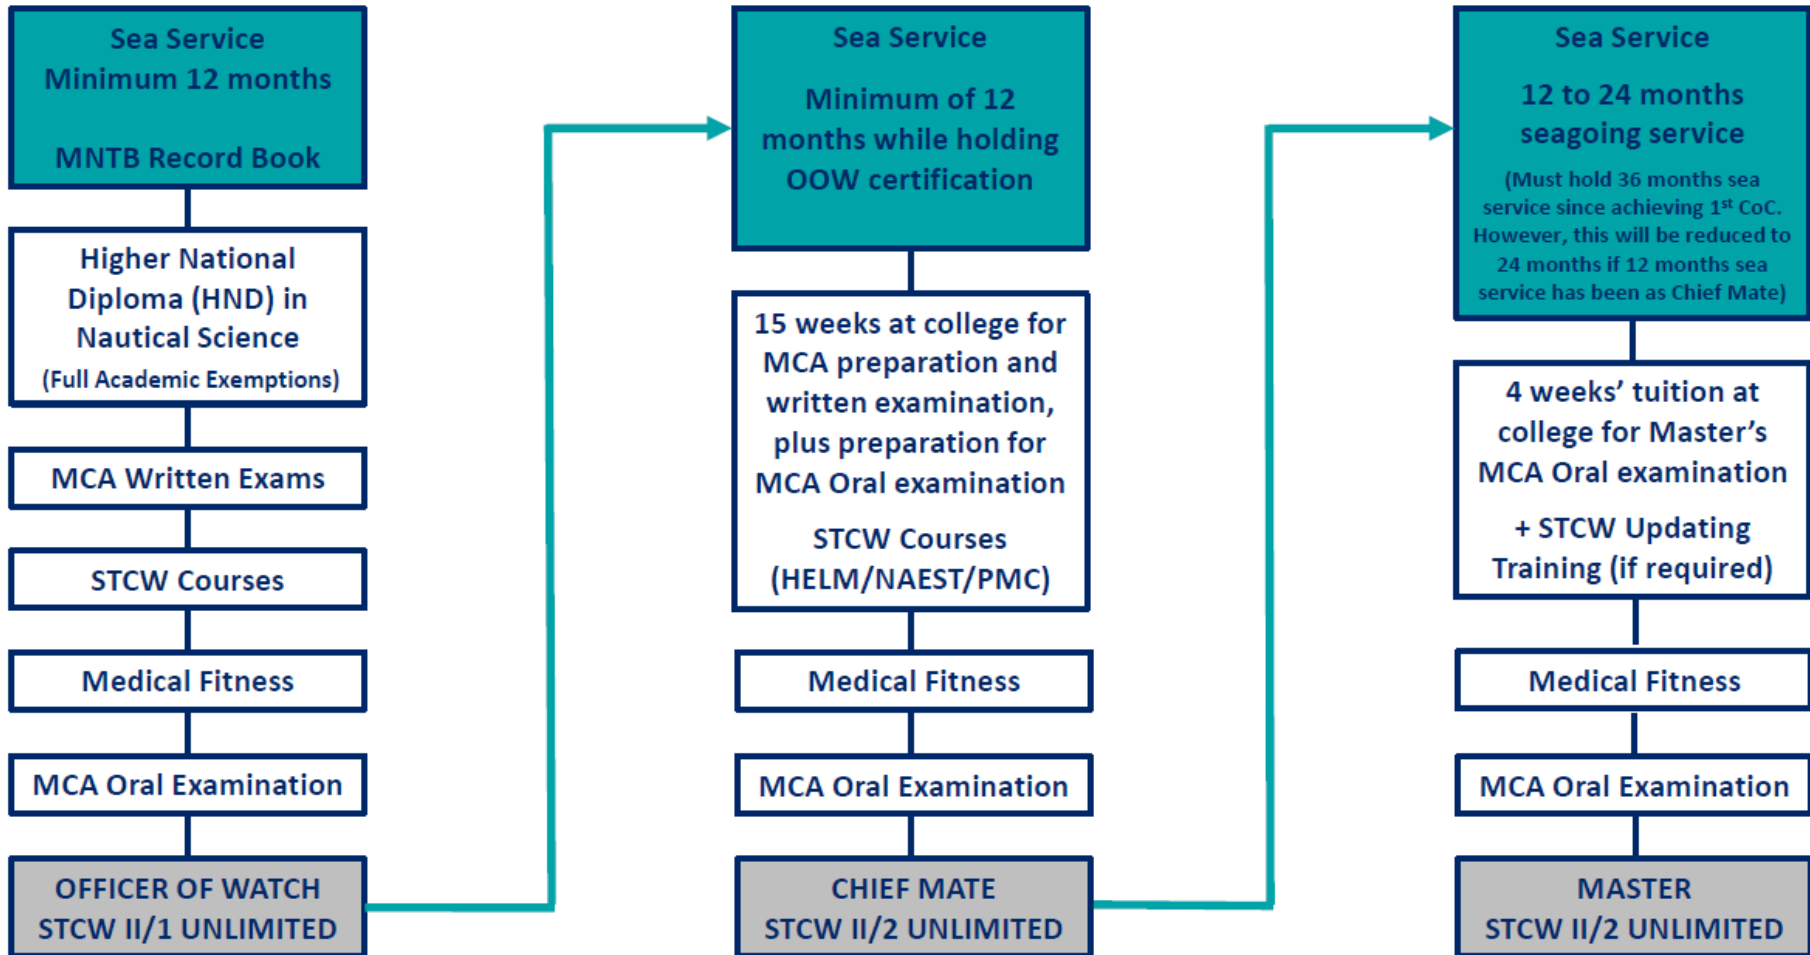 Sea Service
Minimum 12 months
MNTB Record Book
Higher National
Diploma (HND) in
Nautical Science
(Full Academic Exemptions)
MCA Written Exams
STCW Courses
Medical Fitness
MCA Oral Examination
OFFICER OF WATCH
STCW II/1 UNLIMITED
Sea Service
Minimum of 12
months while holding
OOW certification
15 weeks at college for
MCA preparation and
written examination,
plus preparation for
MCA Oral examination
STCW Courses
(HELM/NAEST/PMC)
Medical Fitness
MCA Oral Examination
CHIEF MATE
STCW II/2 UNLIMITED
Sea Service
12 to 24 months
seagoing service
(Must hold 36 months sea
service since achieving 1st CoC.
However, this will be reduced to
24 months if 12 months sea
service has been as Chief Mate)
4 weeks’ tuition at
college for Master’s
MCA Oral examination
+ STCW Updating
Training (if required)
Medical Fitness
MCA Oral Examination
MASTER
STCW II/2 UNLIMITED